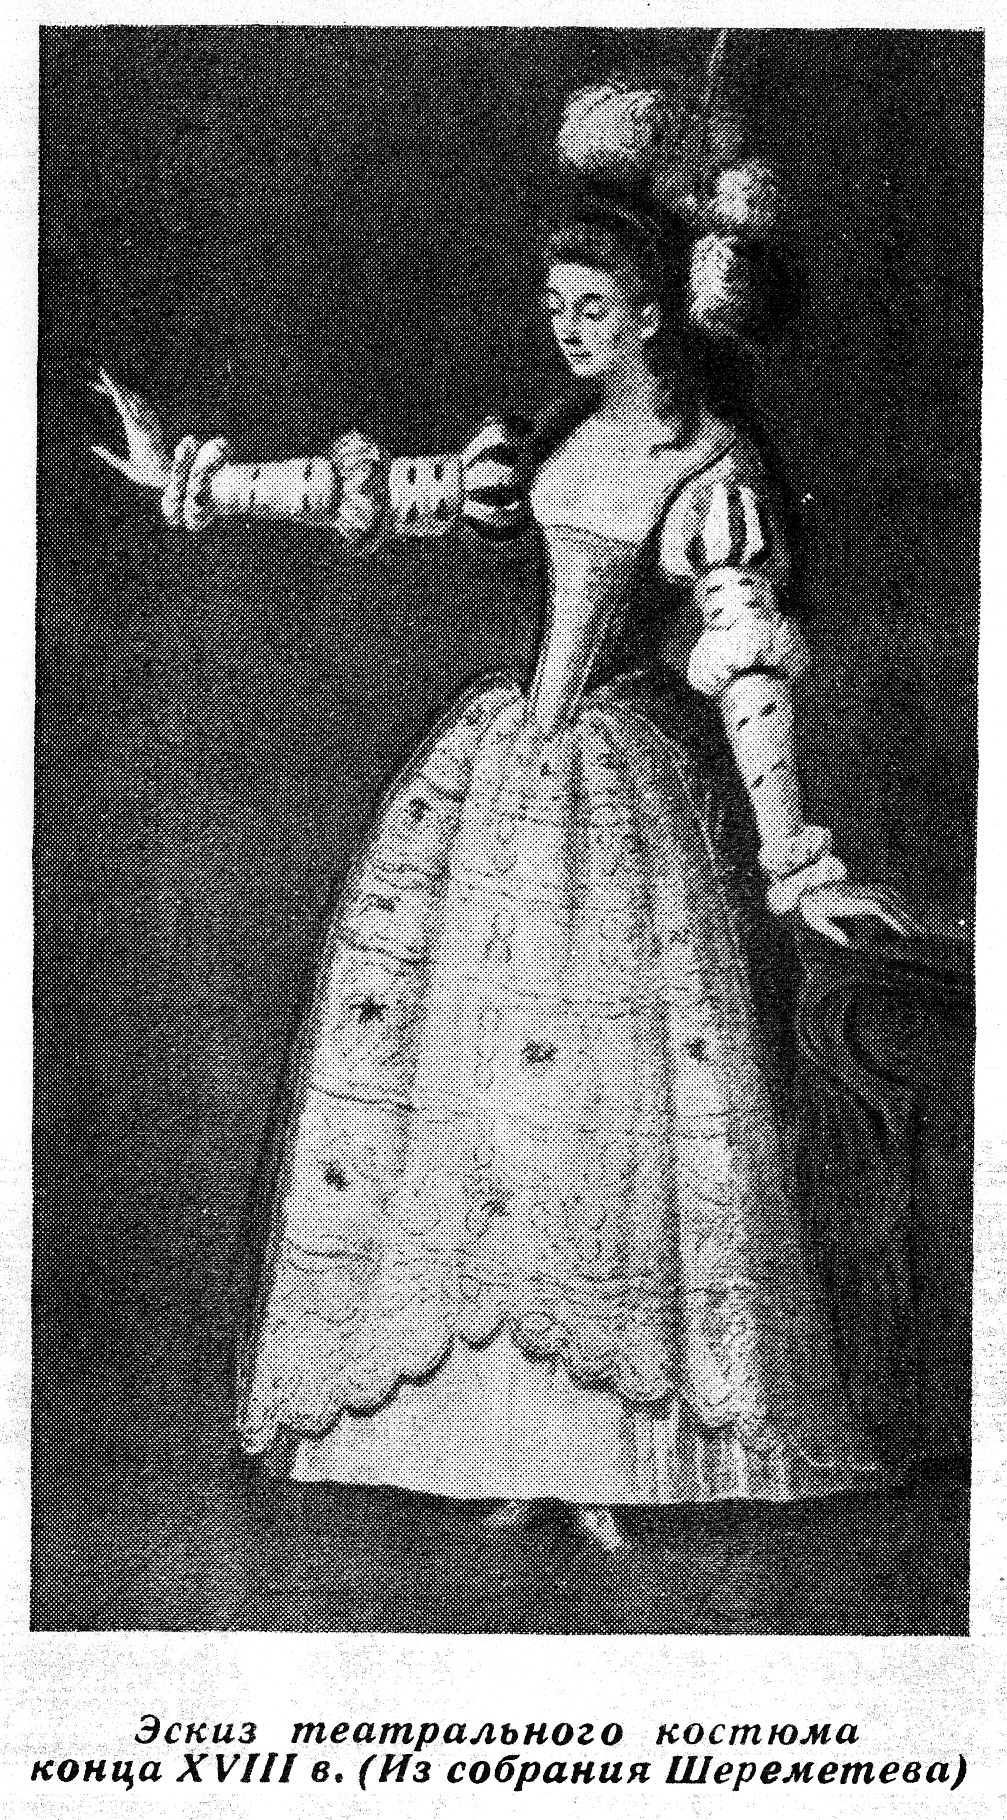 Эскиз театрального костюма
конца XVIII в. (Из собрания Шереметева)